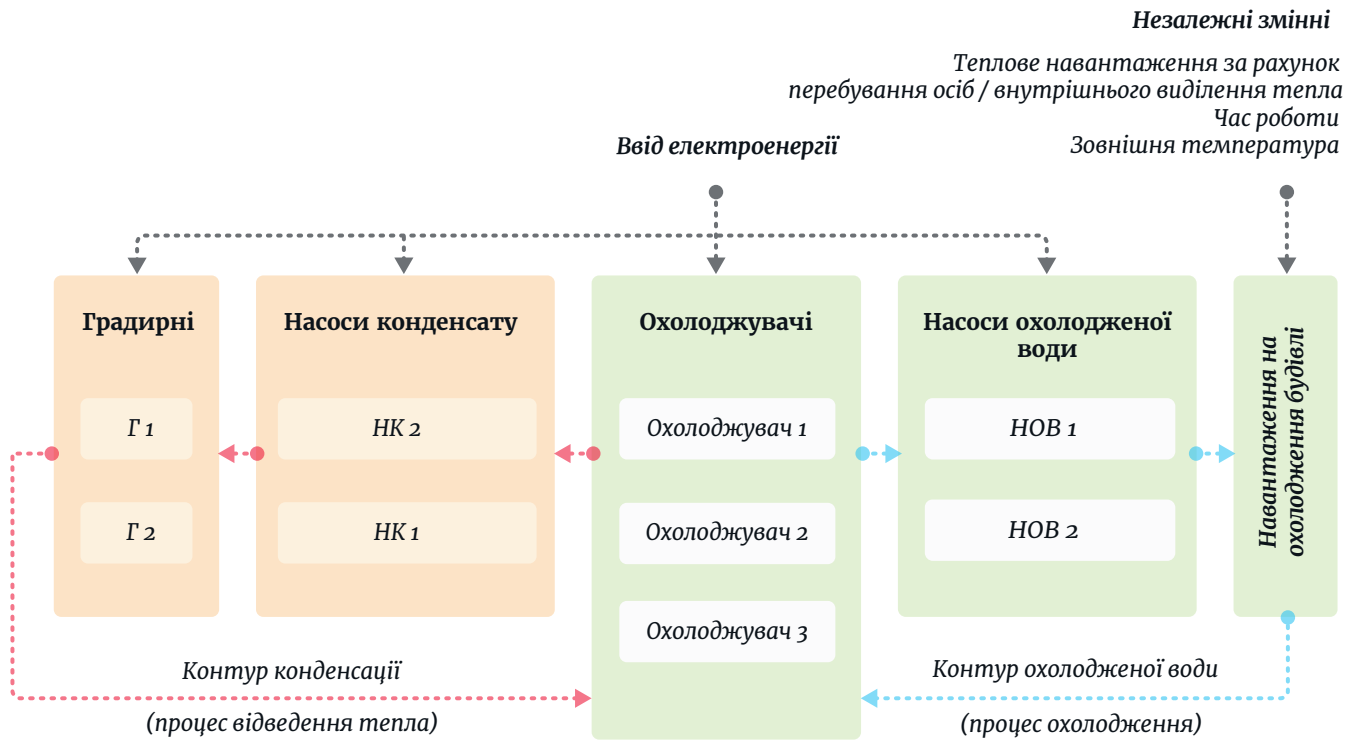 Незалежні змінні
Теплове навантаження за рахунок
перебування осіб / внутрішнього виділення тепла
Час роботи
Зовнішня температура
Ввід електроенергії
Градирні
Г 1
Г 2
Насоси конденсату
НК 2
НК 1
Охолоджувачі
Охолоджувач 1
Охолоджувач 2
Охолоджувач 3
Насоси охолодженої
води
НОВ 1
НОВ 2
Навантаження на
охолодження будівлі
Контур конденсації
(процес відведення тепла)
Контур охолодженої води
(процес охолодження)